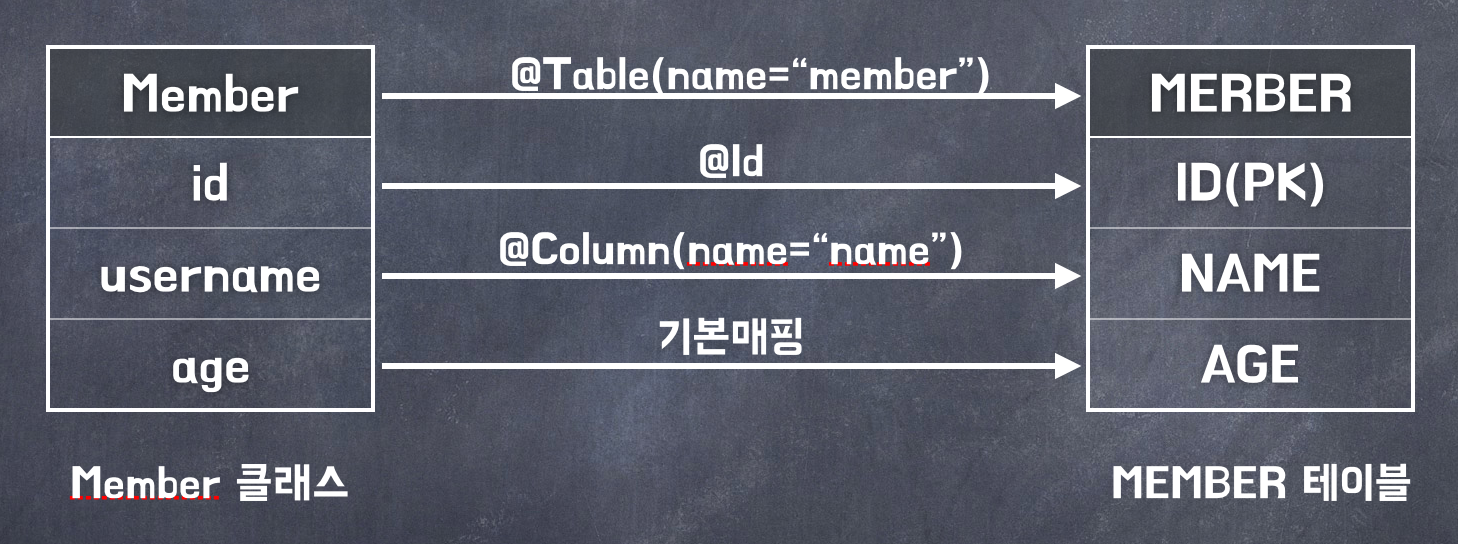 Member
@Table(name=“member”)
MERBER
id
@Id
ID(PK)
username
@Column(name=“name”)
NAME
age
기본매핑
AGE
Member 클래스
MEMBER 테이블